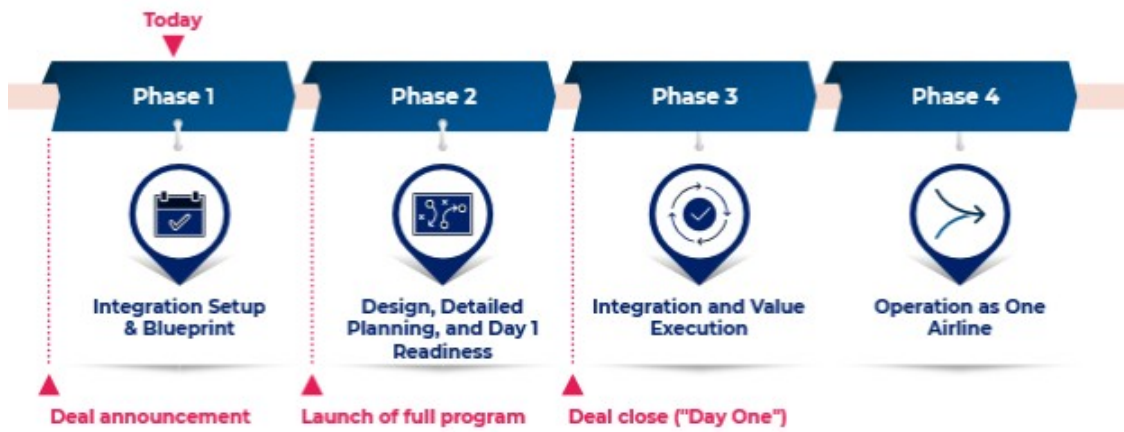 Today
Phase 1
Phase 2
Phase 3
Phase 4
Integration Setup
& Blueprint
Design, Detailed
Planning, and Day 1
Readiness
Integration and Value
Execution
Operation as One
Airline
Deal announcement
Launch of full program
Deal close ("Day One")